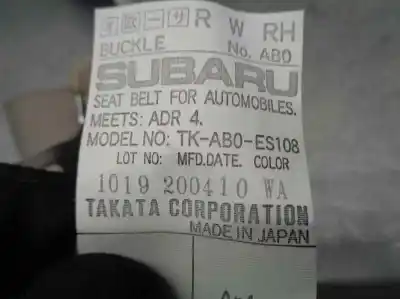 R W RH
BUCKLE No. AB0
SUBARU
SEAT BELT FOR AUTOMOBILES.
MEETS: ADR 4.
MODEL NO: TK-AB0-ES108
LOT NO: MFD.DATE. COLOR
1019 200410 WA
TAKATA CORPORATION
MADE IN JAPAN